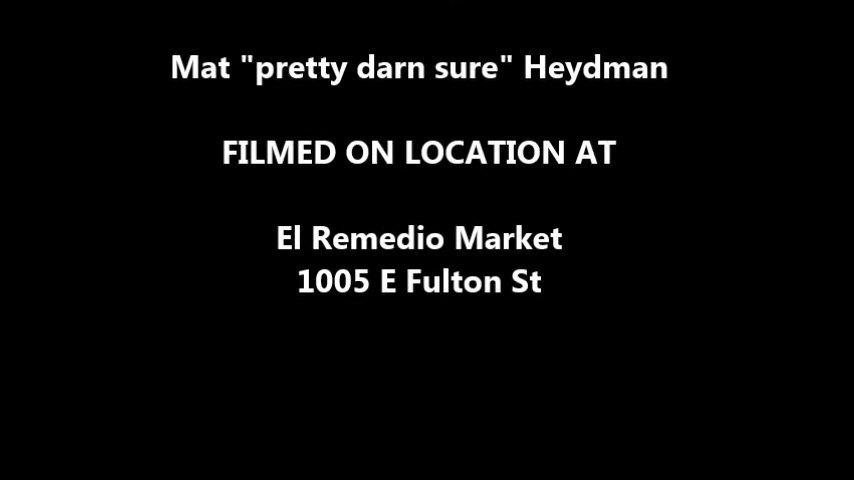 Mat "pretty darn sure" Heydman
FILMED ON LOCATION AT
El Remedio Market
1005 E Fulton St